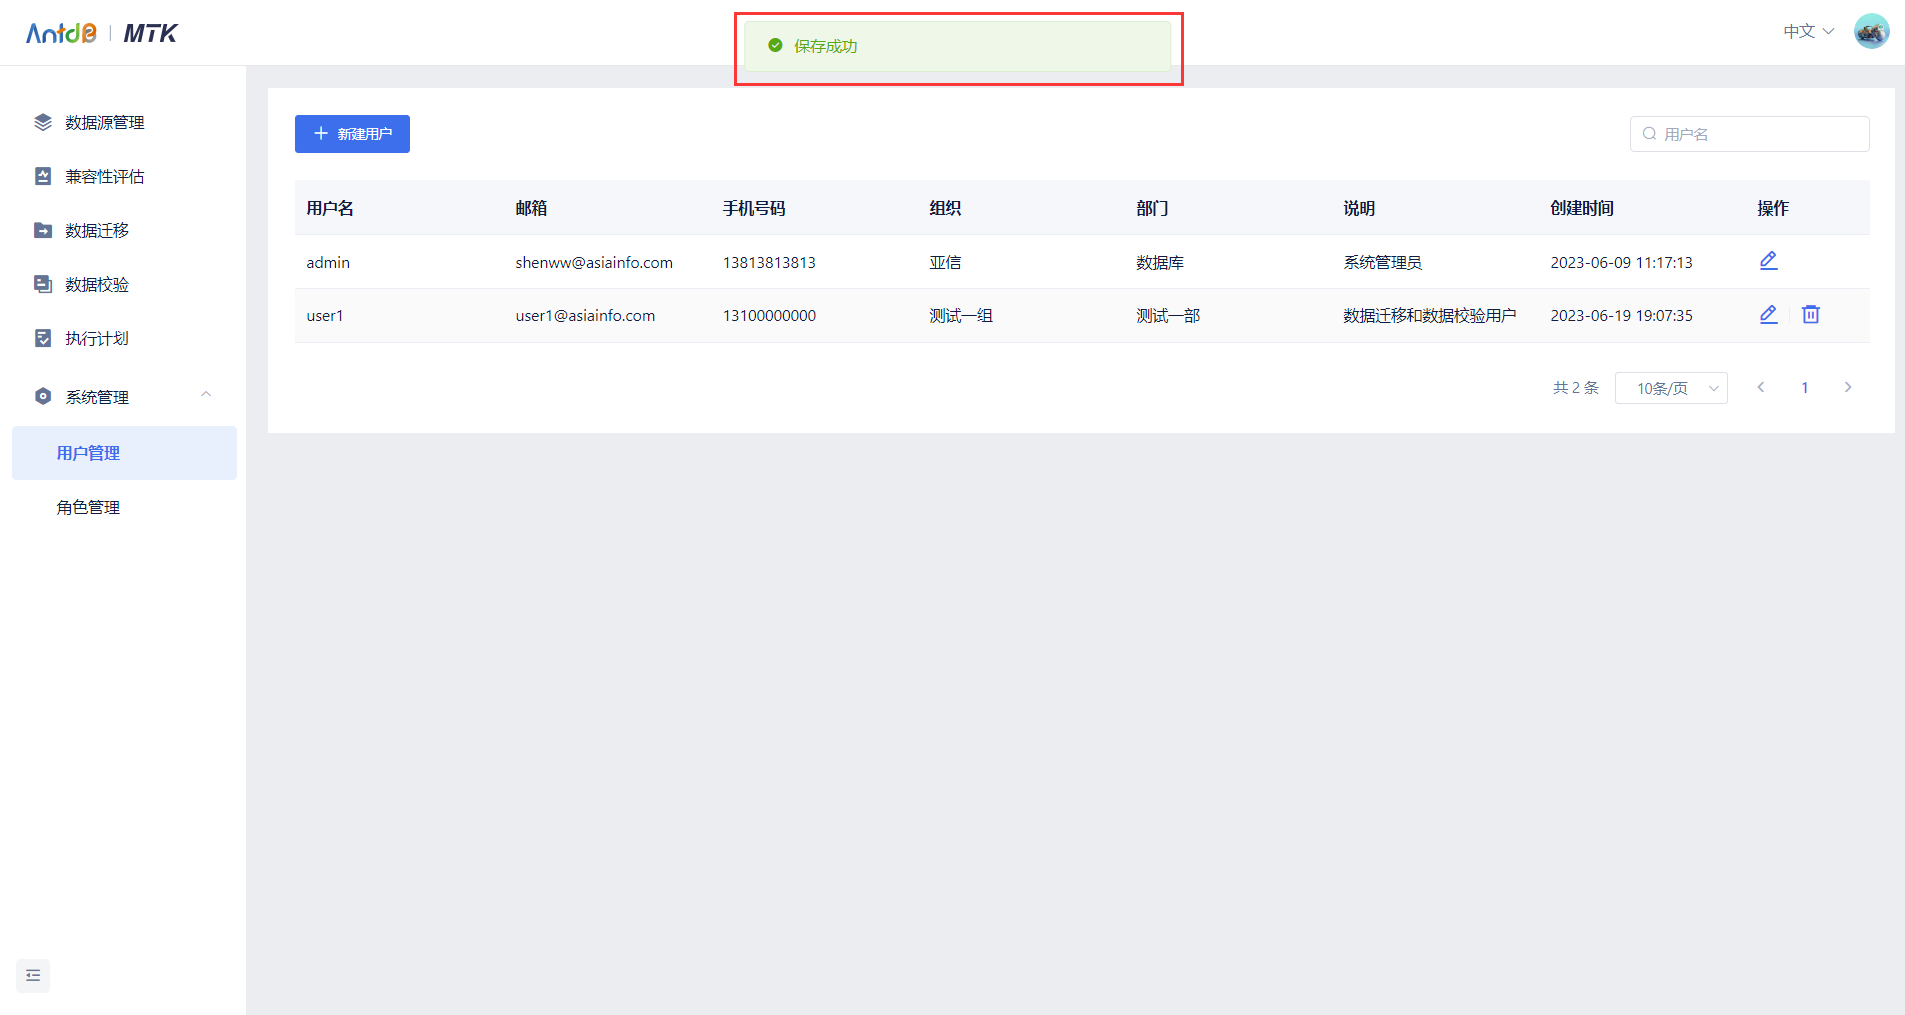 AntdB | MTK
保存成功
中文
数据源管理
兼容性评估
数据迁移
数据校验
执行计划
系统管理
用户管理
角色管理
新建用户
用户名
用户名 邮箱 手机号码 组织 部门 说明 创建时间 操作
admin shenww@asiainfo.com 13813813813 亚信 数据库 系统管理员 2023-06-09 11:17:13
user1 user1@asiainfo.com 13100000000 测试一组 测试一部 数据迁移和数据校验用户 2023-06-19 19:07:35
共 2 条 10条/页 1